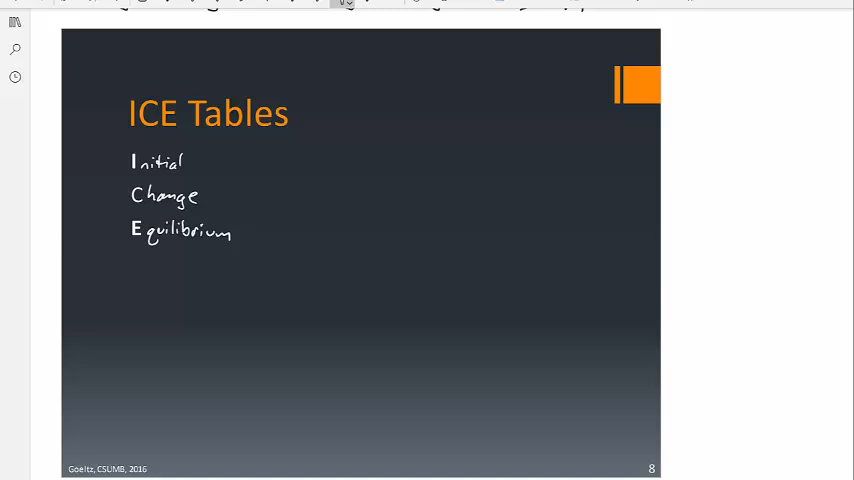 ICE Tables
Initial
Change
Equilibrium
Goeltz, CSUMB, 2016
8